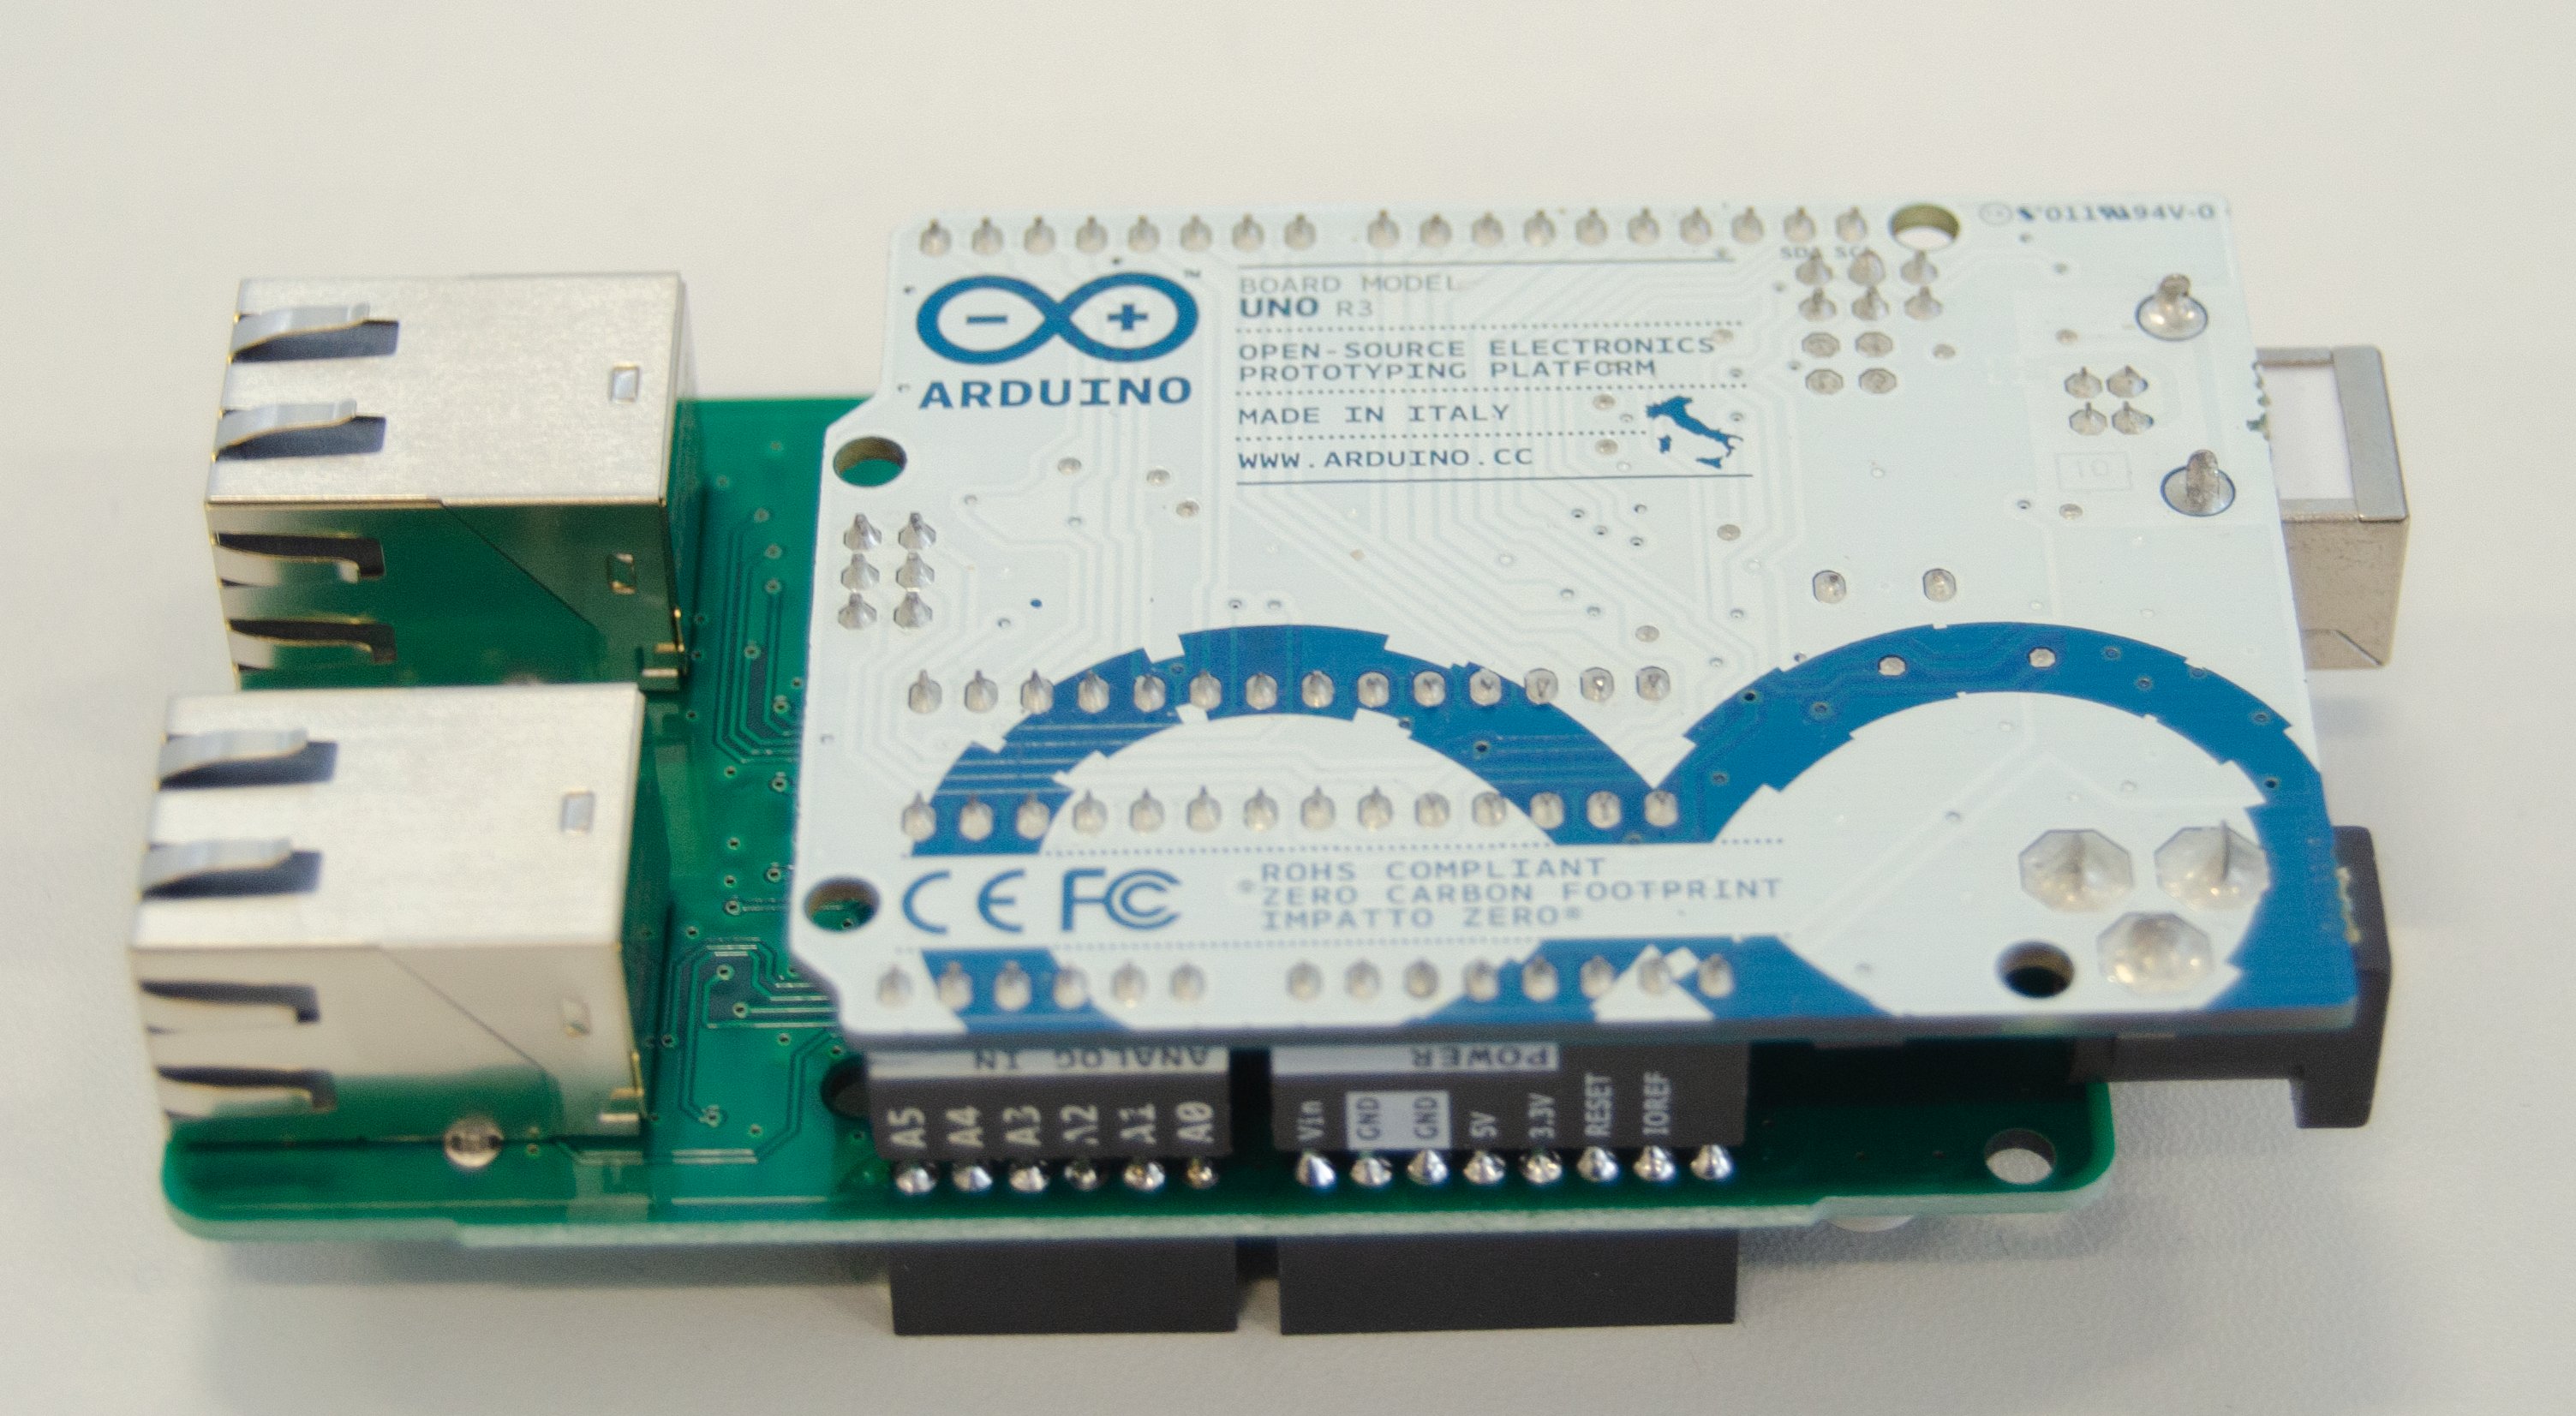 94V-0
SDA SCL
ARDUINO
BOARD MODEL
UNO R3
OPEN-SOURCE ELECTRONICS
PROTOTYPING PLATFORM
MADE IN ITALY
WWW.ARDUINO.CC
CE FC
ROHS COMPLIANT
ZERO CARBON FOOTPRINT
IMPATTO ZERO®
ANALOG IN
POWER
A5 A4 A3 A2 A1 A0
Vin GND GND 5V 3.3V RESET IOREF